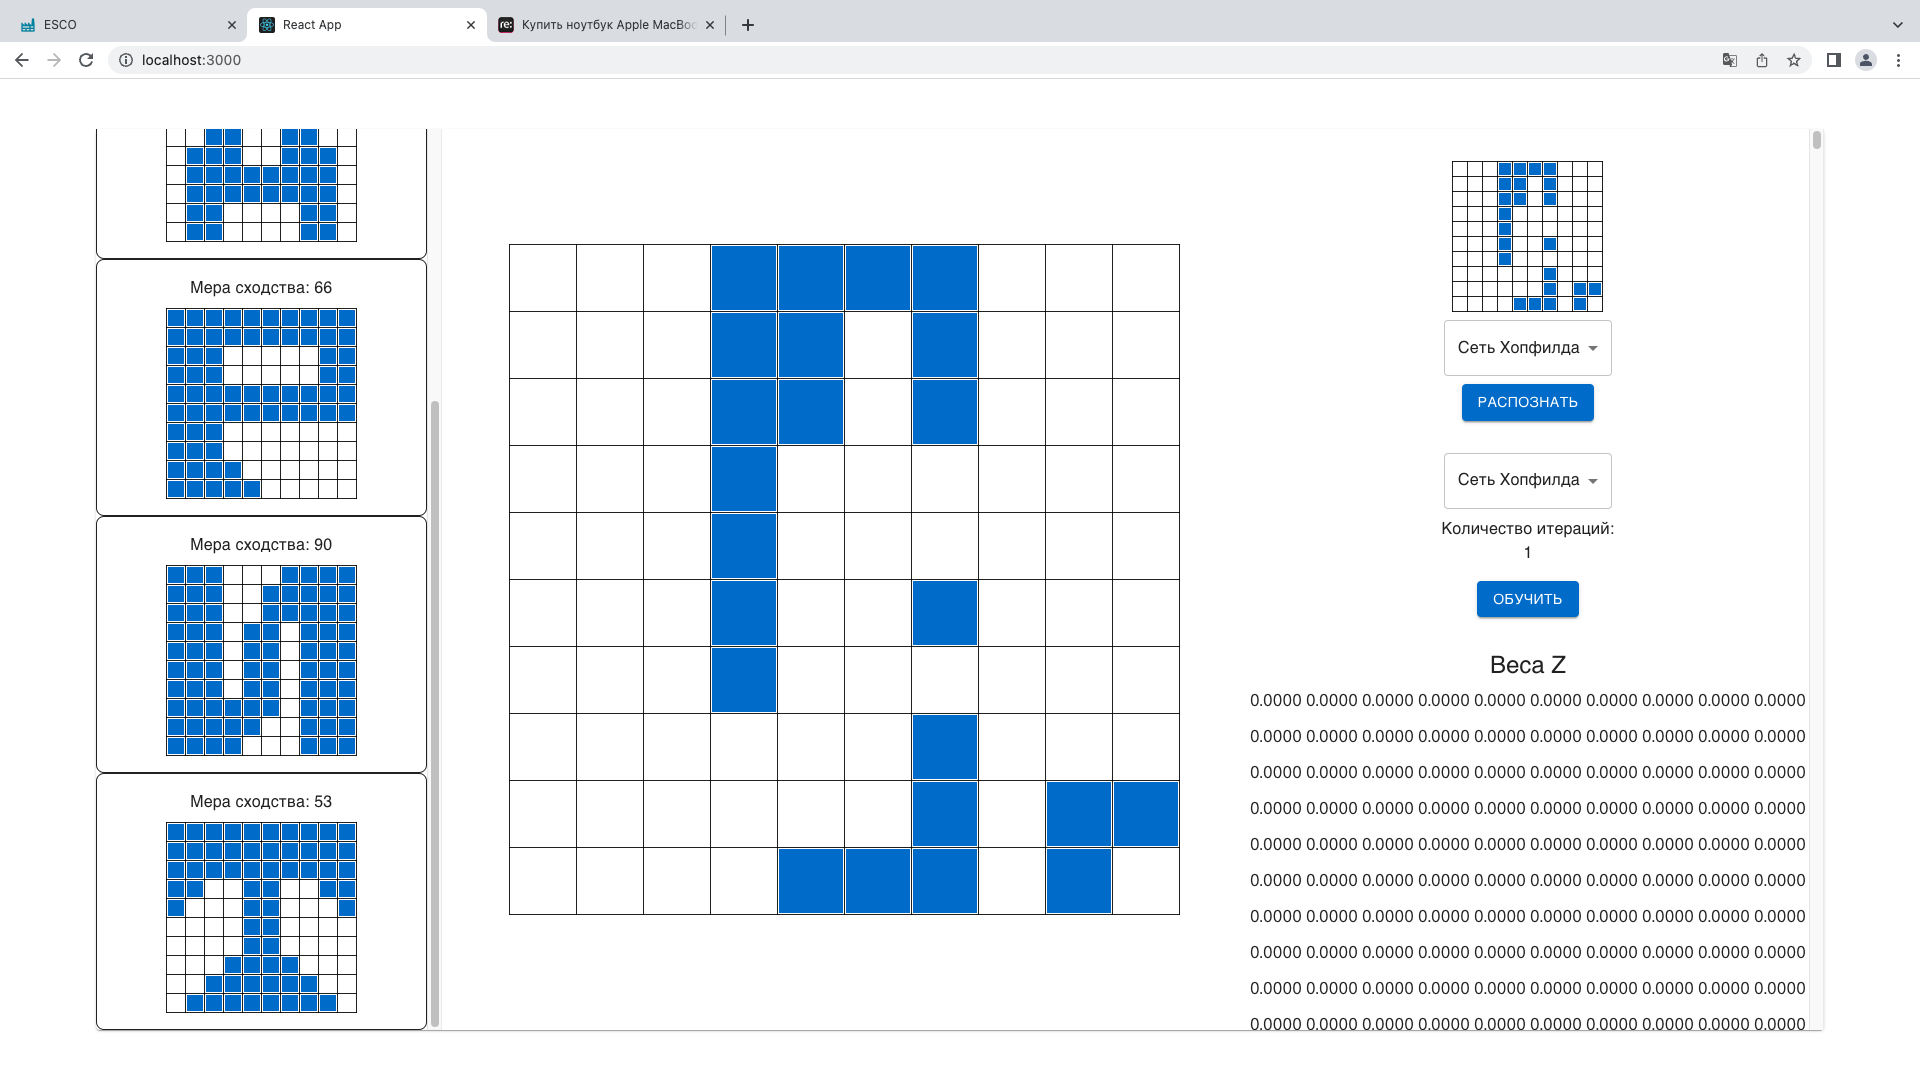 ESCO
React App
Купить ноутбук Apple MacBo
localhost:3000
Мера сходства: 66
Мера сходства: 90
Мера сходства: 53
Сеть Хопфилда
РАСПОЗНАТЬ
Сеть Хопфилда
Количество итераций:
1
ОБУЧИТЬ
Веса Z
0.0000 0.0000 0.0000 0.0000 0.0000 0.0000 0.0000 0.0000 0.0000 0.0000
0.0000 0.0000 0.0000 0.0000 0.0000 0.0000 0.0000 0.0000 0.0000 0.0000
0.0000 0.0000 0.0000 0.0000 0.0000 0.0000 0.0000 0.0000 0.0000 0.0000
0.0000 0.0000 0.0000 0.0000 0.0000 0.0000 0.0000 0.0000 0.0000 0.0000
0.0000 0.0000 0.0000 0.0000 0.0000 0.0000 0.0000 0.0000 0.0000 0.0000
0.0000 0.0000 0.0000 0.0000 0.0000 0.0000 0.0000 0.0000 0.0000 0.0000
0.0000 0.0000 0.0000 0.0000 0.0000 0.0000 0.0000 0.0000 0.0000 0.0000
0.0000 0.0000 0.0000 0.0000 0.0000 0.0000 0.0000 0.0000 0.0000 0.0000
0.0000 0.0000 0.0000 0.0000 0.0000 0.0000 0.0000 0.0000 0.0000 0.0000
0.0000 0.0000 0.0000 0.0000 0.0000 0.0000 0.0000 0.0000 0.0000 0.0000